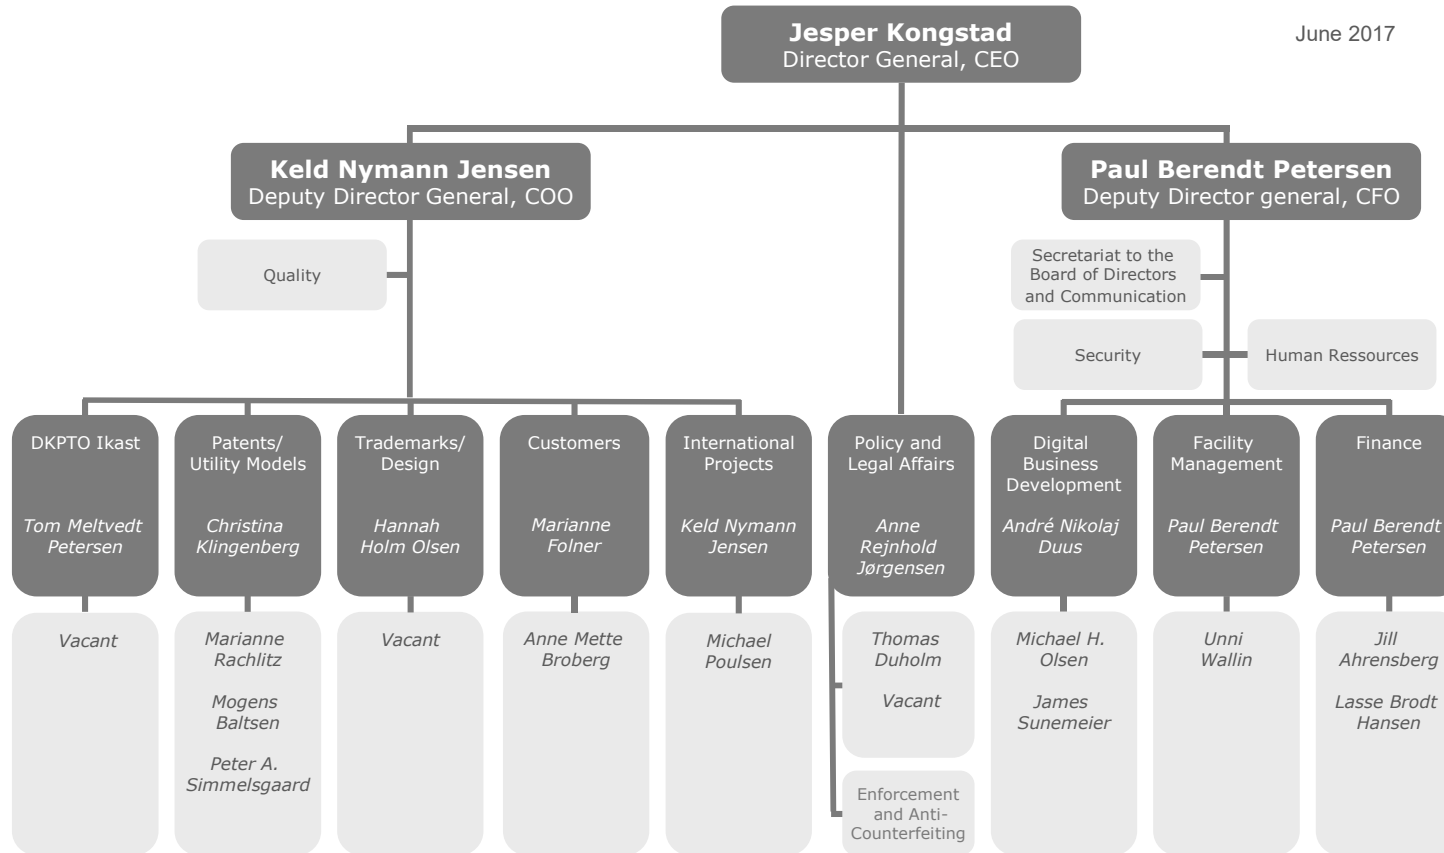 Jesper Kongstad
Director General, CEO
June 2017
Keld Nymann Jensen
Deputy Director General, COO
Paul Berendt Petersen
Deputy Director general, CFO
Quality
Secretariat to the
Board of Directors
and Communication
Security
Human Ressources
DKPTO Ikast
Tom Meltvedt
Petersen
Patents/
Utility Models
Christina
Klingenberg
Trademarks/
Design
Hannah
Holm Olsen
Customers
Marianne
Folner
International
Projects
Keld Nymann
Jensen
Policy and
Legal Affairs
Anne
Rejnhold
Jørgensen
Digital
Business
Development
André Nikolaj
Duus
Facility
Management
Paul Berendt
Petersen
Finance
Paul Berendt
Petersen
Vacant
Marianne
Rachlitz
Mogens
Baltsen
Peter A.
Simmelsgaard
Vacant
Anne Mette
Broberg
Michael
Poulsen
Thomas
Duholm
Vacant
Enforcement
and Anti-
Counterfeiting
Michael H.
Olsen
James
Sunemeier
Unni
Wallin
Jill
Ahrensberg
Lasse Brodt
Hansen